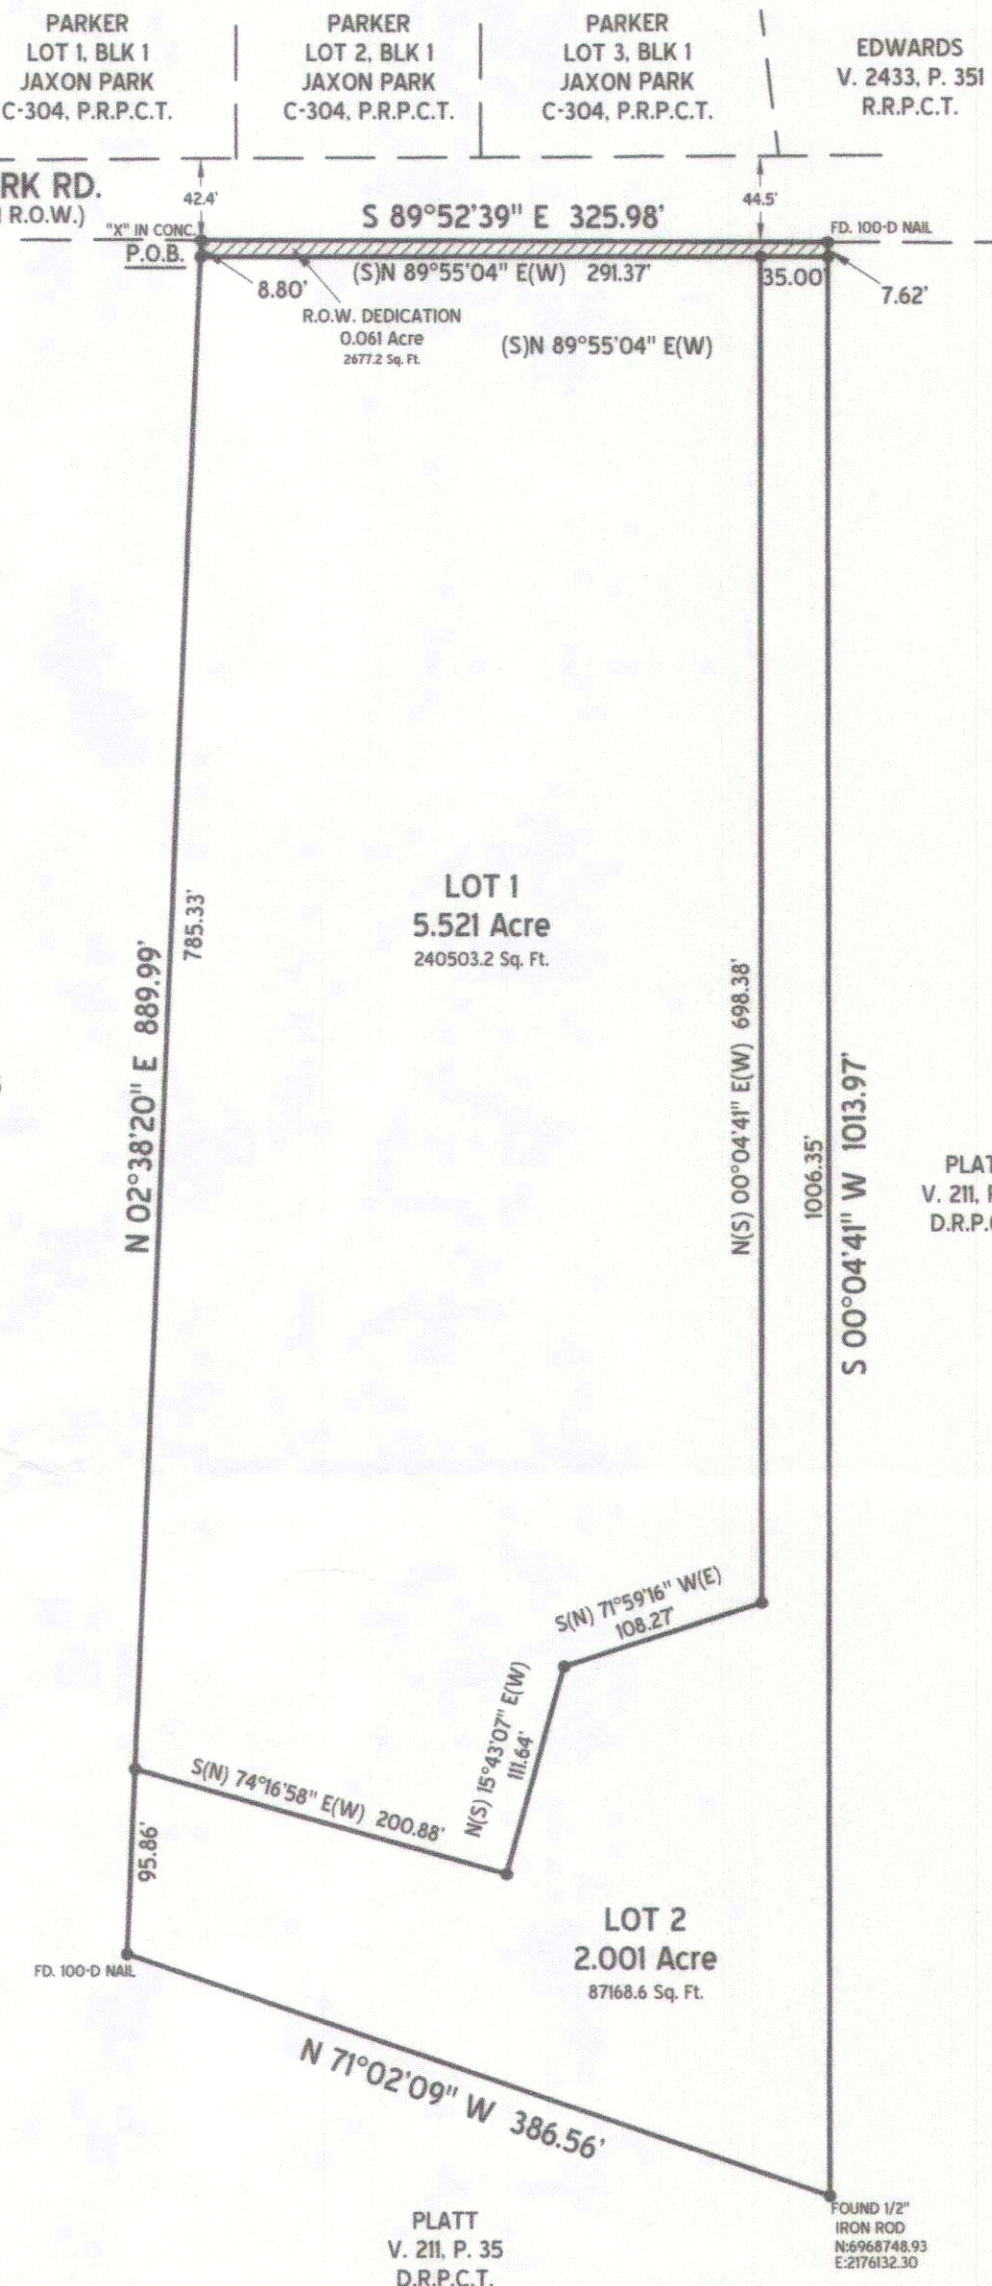 PARKER
LOT 1, BLK 1
JAXON PARK
C-304, P.R.P.C.T.
PARKER
LOT 2, BLK 1
JAXON PARK
C-304, P.R.P.C.T.
PARKER
LOT 3, BLK 1
JAXON PARK
C-304, P.R.P.C.T.
EDWARDS
V. 2433, P. 351
R.R.P.C.T.
RK RD.
R.O.W.)
42.4'
44.5'
S 89°52'39" E 325.98'
"X" IN CONC.
FD. 100-D NAIL
P.O.B.
(S)N 89°55'04" E(W) 291.37'
35.00'
8.80'
7.62'
R.O.W. DEDICATION
0.061 Acre
2677.2 Sq. Ft.
(S)N 89°55'04" E(W)
LOT 1
5.521 Acre
240503.2 Sq. Ft.
785.33'
N 02°38'20" E 889.99'
N(S) 00°04'41" E(W) 698.38'
1006.35'
S 00°04'41" W 1013.97'
PLAT
V. 211,
D.R.P.
S(N) 71°59'16" W(E)
108.27'
N(S) 15°43'07" E(W)
111.64'
S(N) 74°16'58" E(W) 200.88'
95.86'
LOT 2
2.001 Acre
87168.6 Sq. Ft.
FD. 100-D NAIL
N 71°02'09" W 386.56'
FOUND 1/2"
IRON ROD
N:6968748.93
E:2176132.30
PLATT
V. 211, P. 35
D.R.P.C.T.